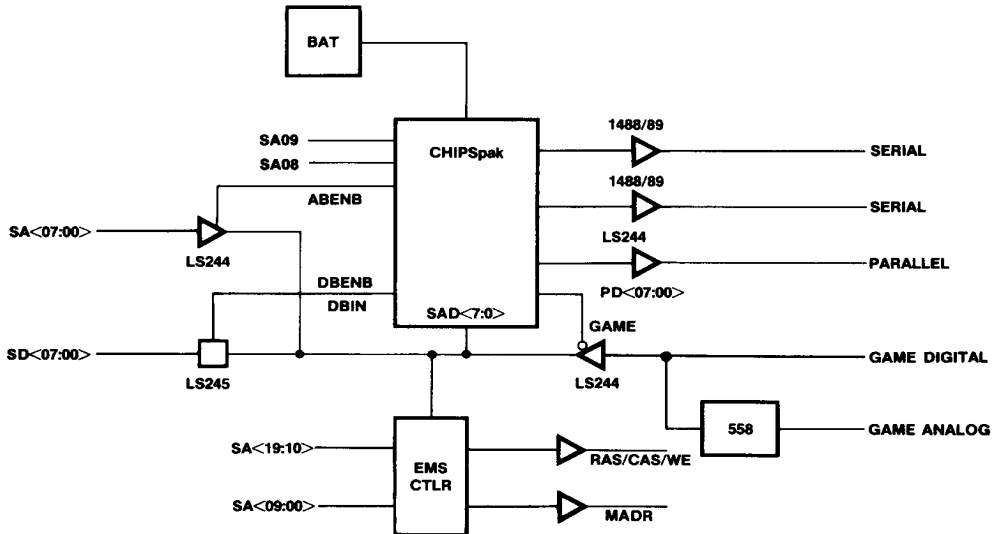 BAT
1488/89
SA09
CHIPSpak
SERIAL
SA08
1488/89
ABENB
SERIAL
SA<07:00>
LS244
LS244
PARALLEL
DBENB
PD<07:00>
DBIN
SAD<7:0>
GAME
SD<07:00>
GAME DIGITAL
LS245
LS244
558
GAME ANALOG
SA<19:10>
EMS
CTLR
RAS/CAS/WE
SA<09:00>
MADR